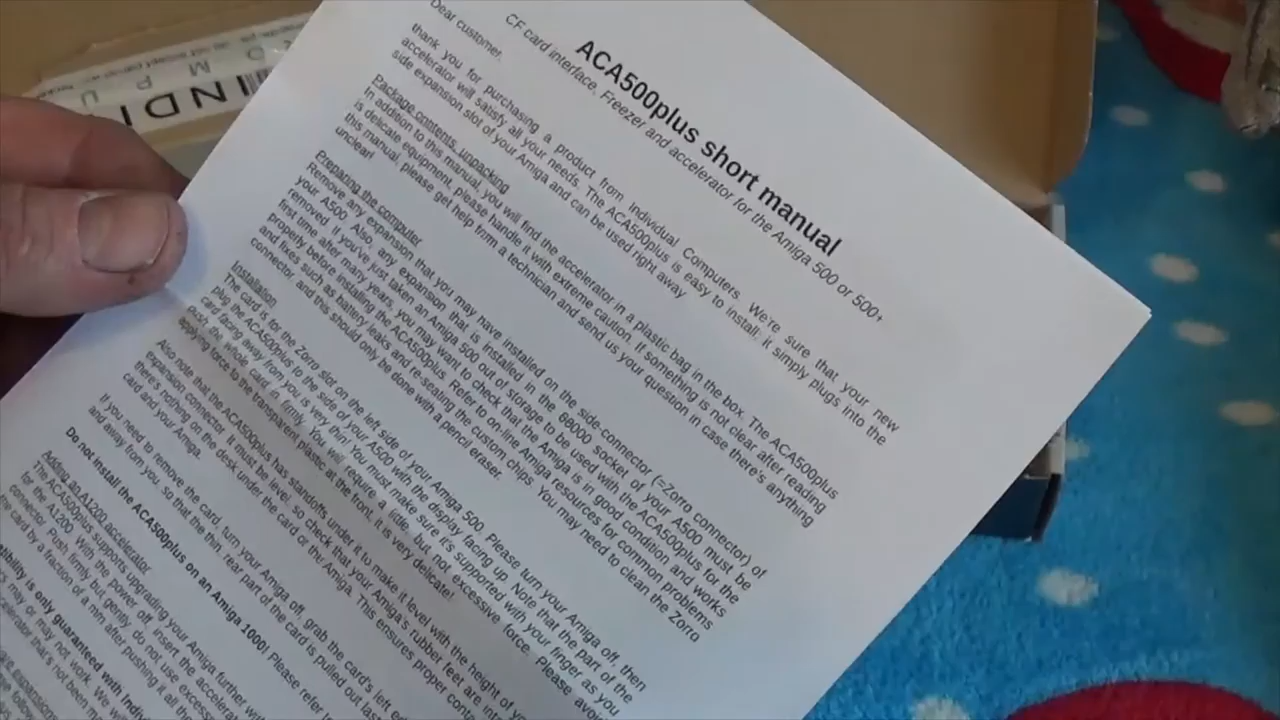 INDI
ACA500plus short manual
CF card interface, Freezer and accelerator for the Amiga 500 or 500+
Dear customer,
thank you for purchasing a product from Individual Computers. We're sure that your new
accelerator will satisfy all your needs. The ACA500plus is easy to install: it simply plugs into the
side expansion slot of your Amiga and can be used right away
Package contents, unpacking
In addition to this manual, you will find the accelerator in a plastic bag in the box. The ACA500plus
is delicate equipment, please handle it with extreme caution. If something is not clear after reading
this manual, please get help from a technician and send us your question in case there's anything
unclear!
Preparing the computer
Remove any expansion that you may have installed on the side-connector (=Zorro connector) of
your A500. Also, any expansion that is installed in the 68000 socket of your A500 must be
removed. If you've just taken an Amiga 500 out of storage to be used with the ACA500plus for the
first time after many years, you may want to check that the Amiga is in good condition and works
properly before installing the ACA500plus. Refer to on-line Amiga resources for common problems
and fixes such as battery leaks and re-seating the custom chips. You may need to clean the Zorro
connector, and this should only be done with a pencil eraser.
Installation
The card is for the Zorro slot on the left side of your Amiga 500. Please turn your Amiga off, then
plug the ACA500plus to the side of your A500 with the display facing up. Note that the part of the
card facing away from you is very thin! You must make sure it's supported with your finger as you
push the whole card in, firmly. You will require a little, but not excessive force. Please avoid
applying force to the transparent plastic at the front, it is very delicate!
Also note that the ACA500plus has standoffs under it to make it level with the height of your
expansion connector. It must be level, so check that your Amiga's rubber feet are
there's nothing on the desk under the card or the Amiga. This ensures proper
card and your Amiga.
If you need to remove the card, turn your Amiga off, grab the card's left
and away from you, so that the thin, rear part of the card is pulled out last
Do not install the ACA500plus on an Amiga 1000! Please refer
Adding an A1200 accelerator
The ACA500plus supports upgrading your Amiga further with
for the A1200. With the power off, insert the
connector. Push firmly but gently, do not use
the card by a fraction of a mm after pushing it all the
is only guaranteed with
may or may not work. We
that's not been